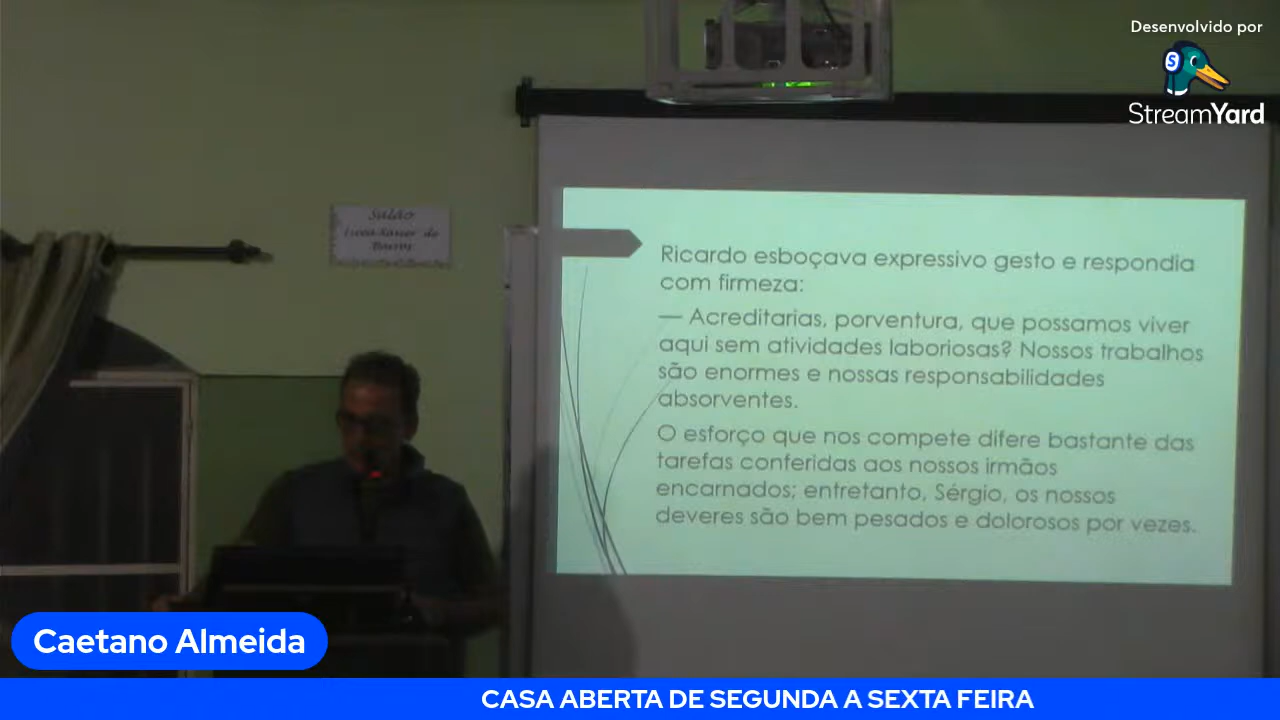 Desenvolvido por
StreamYard
Salão
Ricardo esboçava expressivo gesto e respondia
com firmeza:
— Acreditarias, porventura, que possamos viver
aqui sem atividades laboriosas? Nossos trabalhos
são enormes e nossas responsabilidades
absorventes.
O esforço que nos compete difere bastante das
tarefas conferidas aos nossos irmãos
encarnados; entretanto, Sérgio, os nossos
deveres são bem pesados e dolorosos por vezes.
Caetano Almeida
CASA ABERTA DE SEGUNDA A SEXTA FEIRA